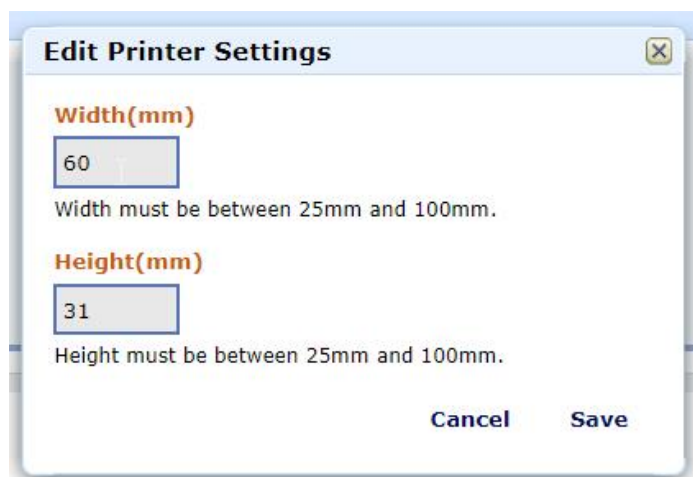 Edit Printer Settings
Width(mm)
60
Width must be between 25mm and 100mm.
Height(mm)
31
Height must be between 25mm and 100mm.
Cancel Save